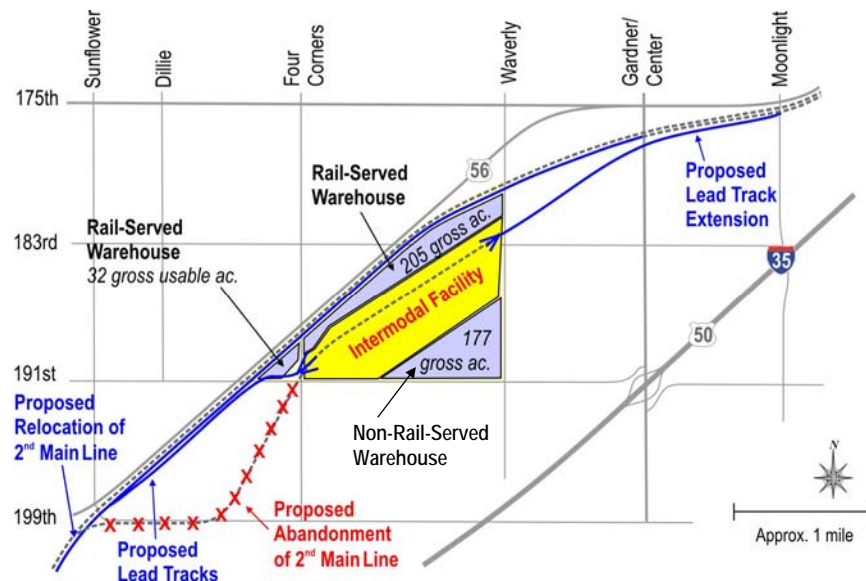 Sunflower
Dillie
Four
Corners
Waverly
Gardner/
Center
Moonlight
175th
56
Proposed
Lead Track
Extension
Rail-Served
Warehouse
Rail-Served
Warehouse
32 gross usable ac.
205 gross ac.
183rd
35
Intermodal Facility
177
gross ac.
50
191st
Proposed
Relocation of
2nd Main Line
Non-Rail-Served
Warehouse
N
199th
Proposed
Lead Tracks
Proposed
Abandonment
of 2nd Main Line
Approx. 1 mile